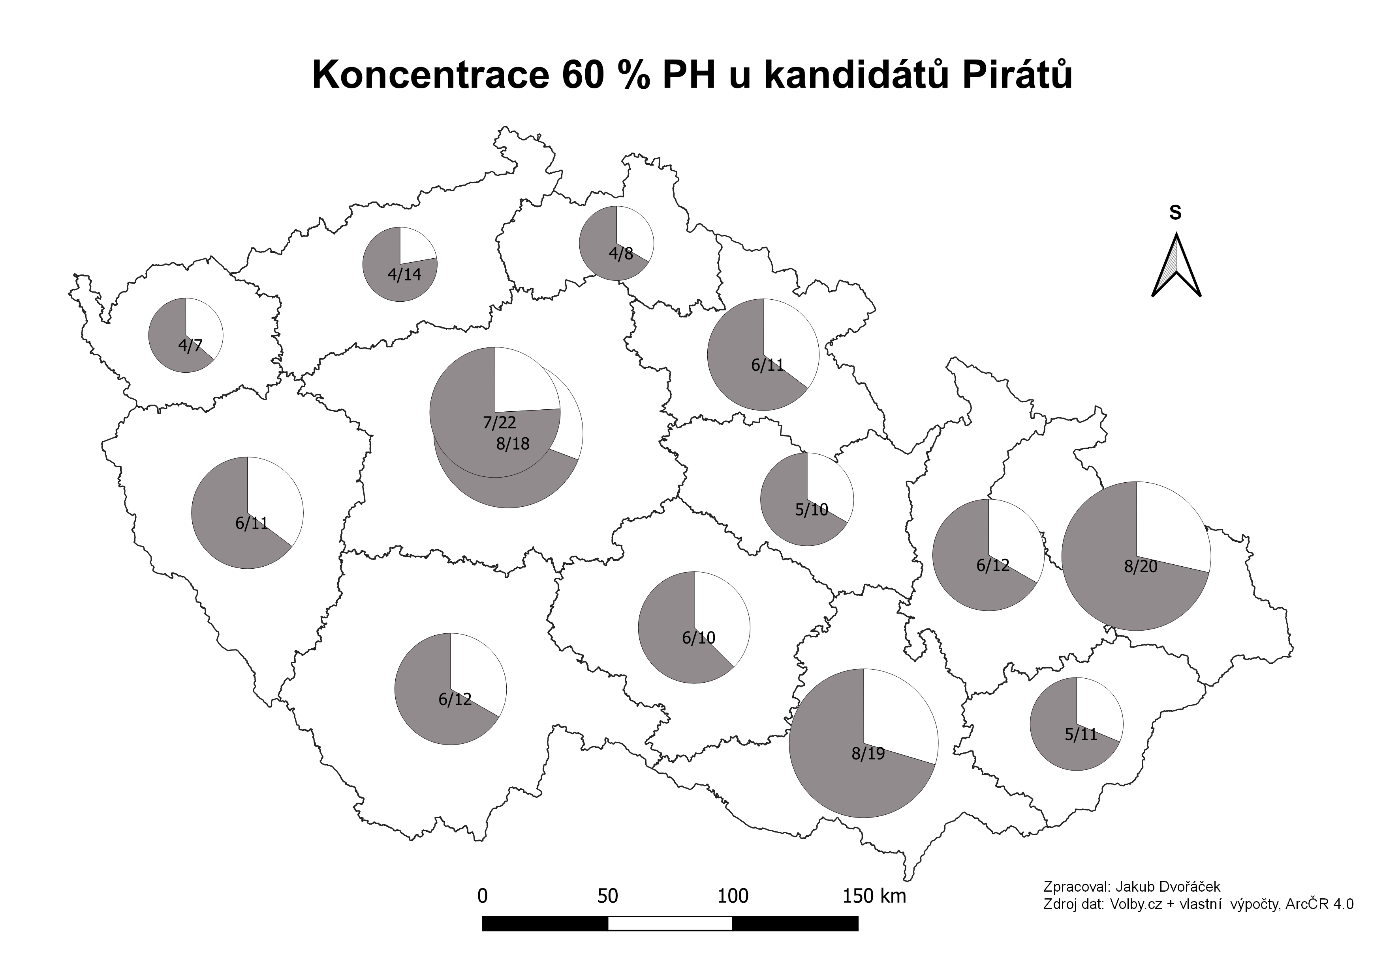 Koncentrace 60 % PH u kandidátů Pirátů
S
4/8
4/14
4/7
6/11
7/22
8/18
5/10
6/11
6/12
8/20
6/10
6/12
5/11
8/19
0 50 100 150 km
Zpracoval: Jakub Dvořáček
Zdroj dat: Volby.cz + vlastní výpočty, ArcČR 4.0